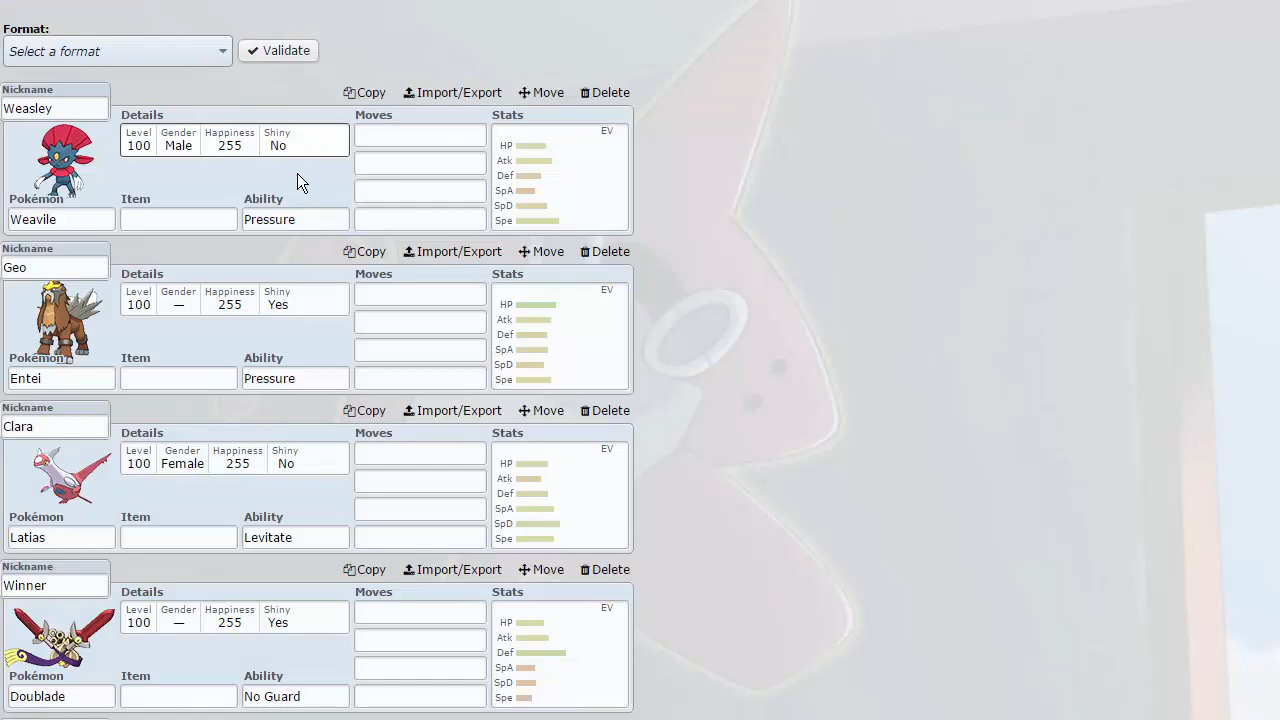 Format:
Select a format Validate
Nickname Copy Import/Export Move Delete
Weasley Details Moves Stats
Level Gender Happiness Shiny EV
100 Male 255 No HP
Atk
Def
SpA
Pokémon Item Ability SpD
Weavile Pressure Spe
Nickname Copy Import/Export Move Delete
Geo Details Moves Stats
Level Gender Happiness Shiny EV
100 — 255 Yes HP
Atk
Def
SpA
Pokémon Item Ability SpD
Entei Pressure Spe
Nickname Copy Import/Export Move Delete
Clara Details Moves Stats
Level Gender Happiness Shiny EV
100 Female 255 No HP
Atk
Def
SpA
Pokémon Item Ability SpD
Latias Levitate Spe
Nickname Copy Import/Export Move Delete
Winner Details Moves Stats
Level Gender Happiness Shiny EV
100 — 255 Yes HP
Atk
Def
SpA
Pokémon Item Ability SpD
Doublade No Guard Spe